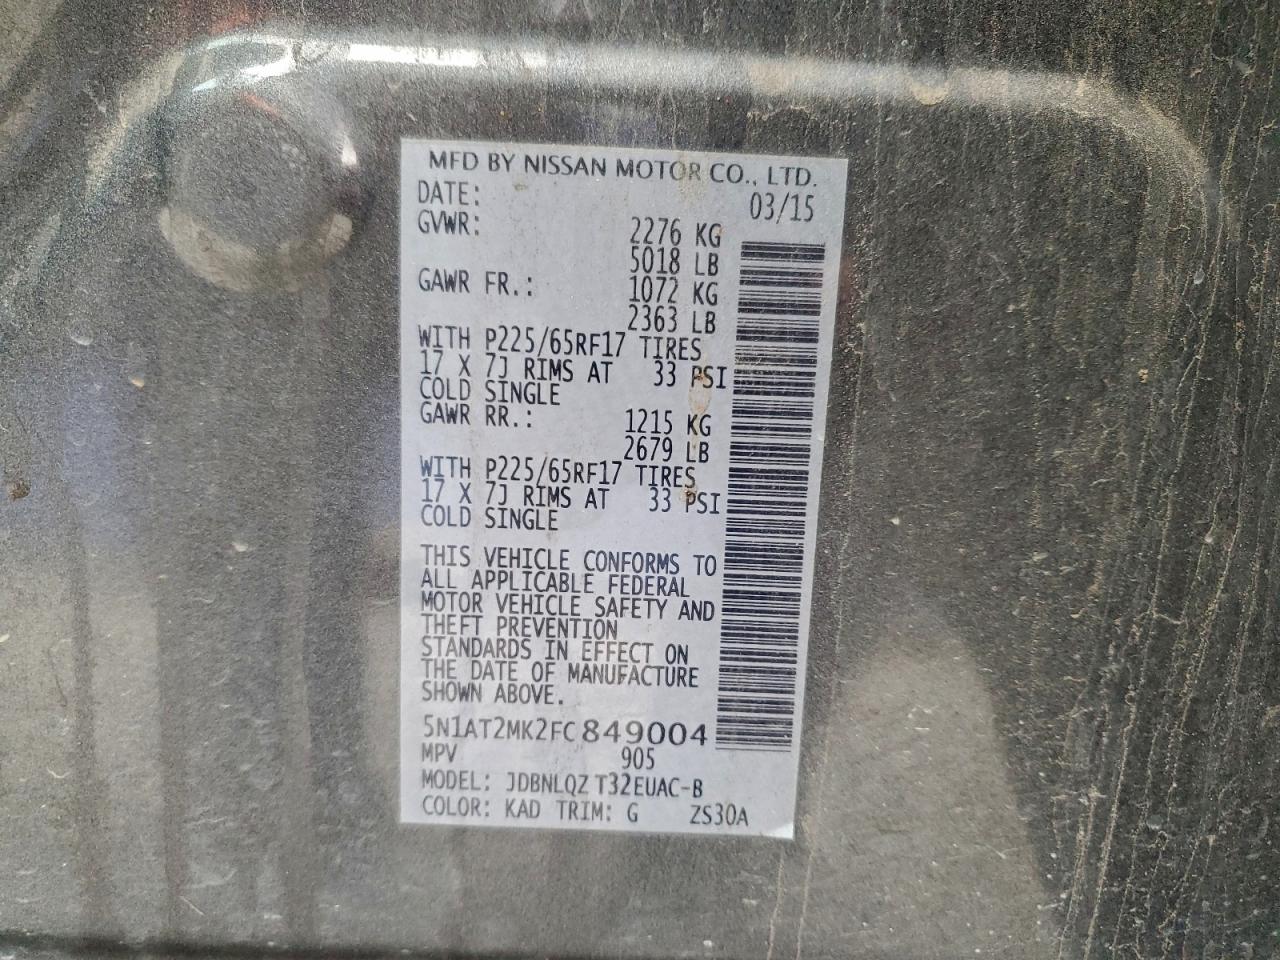 MFD BY NISSAN MOTOR CO., LTD.
DATE: 03/15
GVWR: 2276 KG
5018 LB
GAWR FR.: 1072 KG
2363 LB
WITH P225/65RF17 TIRES
17 X 7J RIMS AT 33 PSI
COLD SINGLE
GAWR RR.: 1215 KG
2679 LB
WITH P225/65RF17 TIRES
17 X 7J RIMS AT 33 PSI
COLD SINGLE
THIS VEHICLE CONFORMS TO
ALL APPLICABLE FEDERAL
MOTOR VEHICLE SAFETY AND
THEFT PREVENTION
STANDARDS IN EFFECT ON
THE DATE OF MANUFACTURE
SHOWN ABOVE.
5N1AT2MK2FC849004
MPV 905
MODEL: JDBNLQZ T32EUAC-B
COLOR: KAD TRIM: G ZS30A